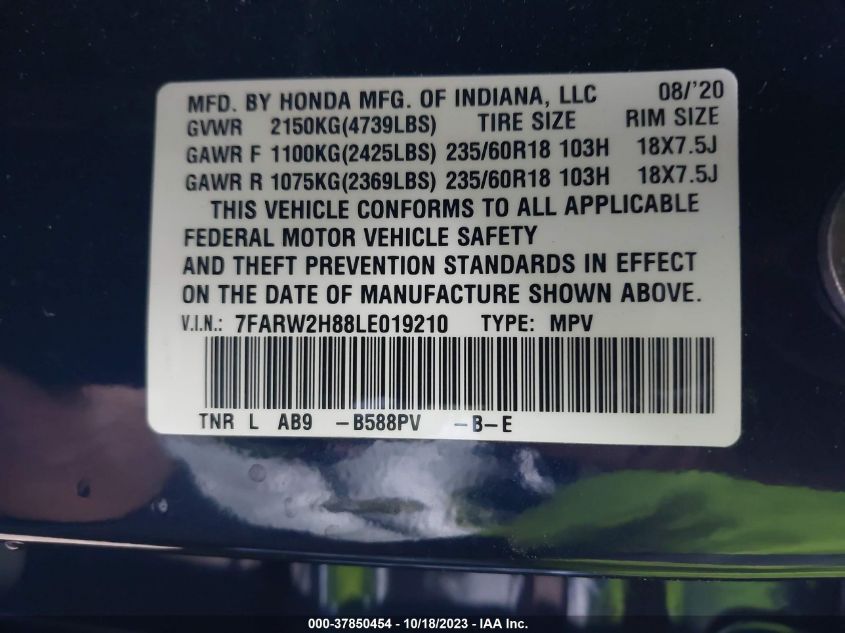 MFD. BY HONDA MFG. OF INDIANA, LLC 08/'20
GVWR 2150KG(4739LBS) TIRE SIZE RIM SIZE
GAWR F 1100KG(2425LBS) 235/60R18 103H 18X7.5J
GAWR R 1075KG(2369LBS) 235/60R18 103H 18X7.5J
THIS VEHICLE CONFORMS TO ALL APPLICABLE
FEDERAL MOTOR VEHICLE SAFETY
AND THEFT PREVENTION STANDARDS IN EFFECT
ON THE DATE OF MANUFACTURE SHOWN ABOVE.
V.I.N.: 7FARW2H88LE019210 TYPE: MPV
TNR L AB9 -B588PV -B-E
000-37850454 - 10/18/2023 - IAA Inc.